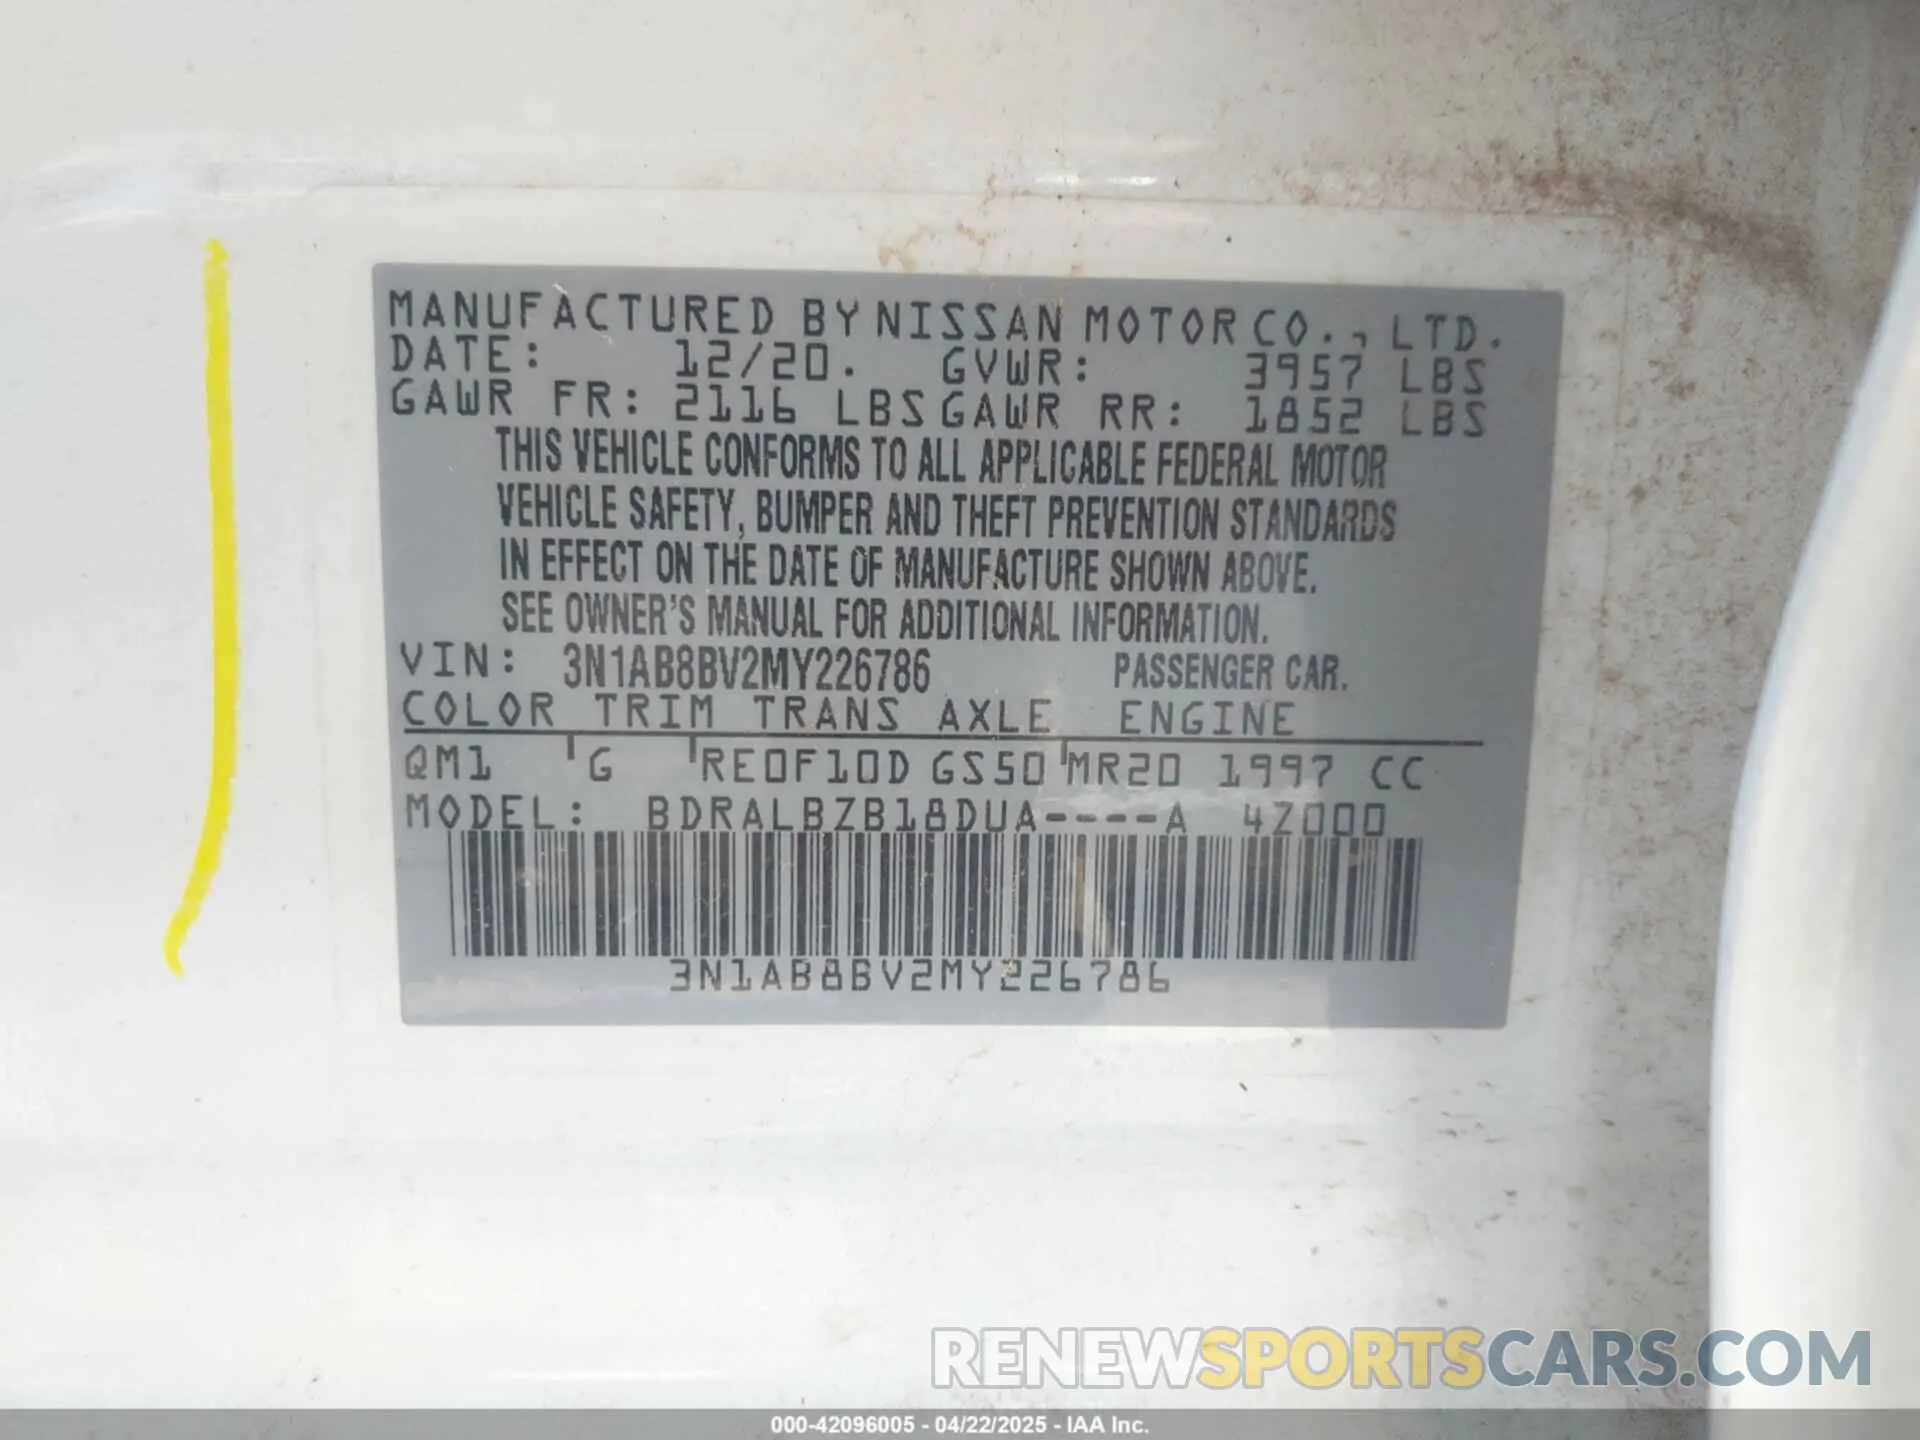 MANUFACTURED BY NISSAN MOTOR CO., LTD.
DATE: 12/20. GVWR: 3957 LBS
GAWR FR: 2116 LBS GAWR RR: 1852 LBS
THIS VEHICLE CONFORMS TO ALL APPLICABLE FEDERAL MOTOR
VEHICLE SAFETY, BUMPER AND THEFT PREVENTION STANDARDS
IN EFFECT ON THE DATE OF MANUFACTURE SHOWN ABOVE.
SEE OWNER'S MANUAL FOR ADDITIONAL INFORMATION.
VIN: 3N1AB8BV2MY226786 PASSENGER CAR.
COLOR TRIM TRANS AXLE ENGINE
QM1 G RE0F10D GS50 MR20 1997 CC
MODEL: BDRALBZB18DUA----A 4Z000
3N1AB8BV2MY226786
RENEWSPORTSCARS.COM
000-42096005 - 04/22/2025 - IAA Inc.